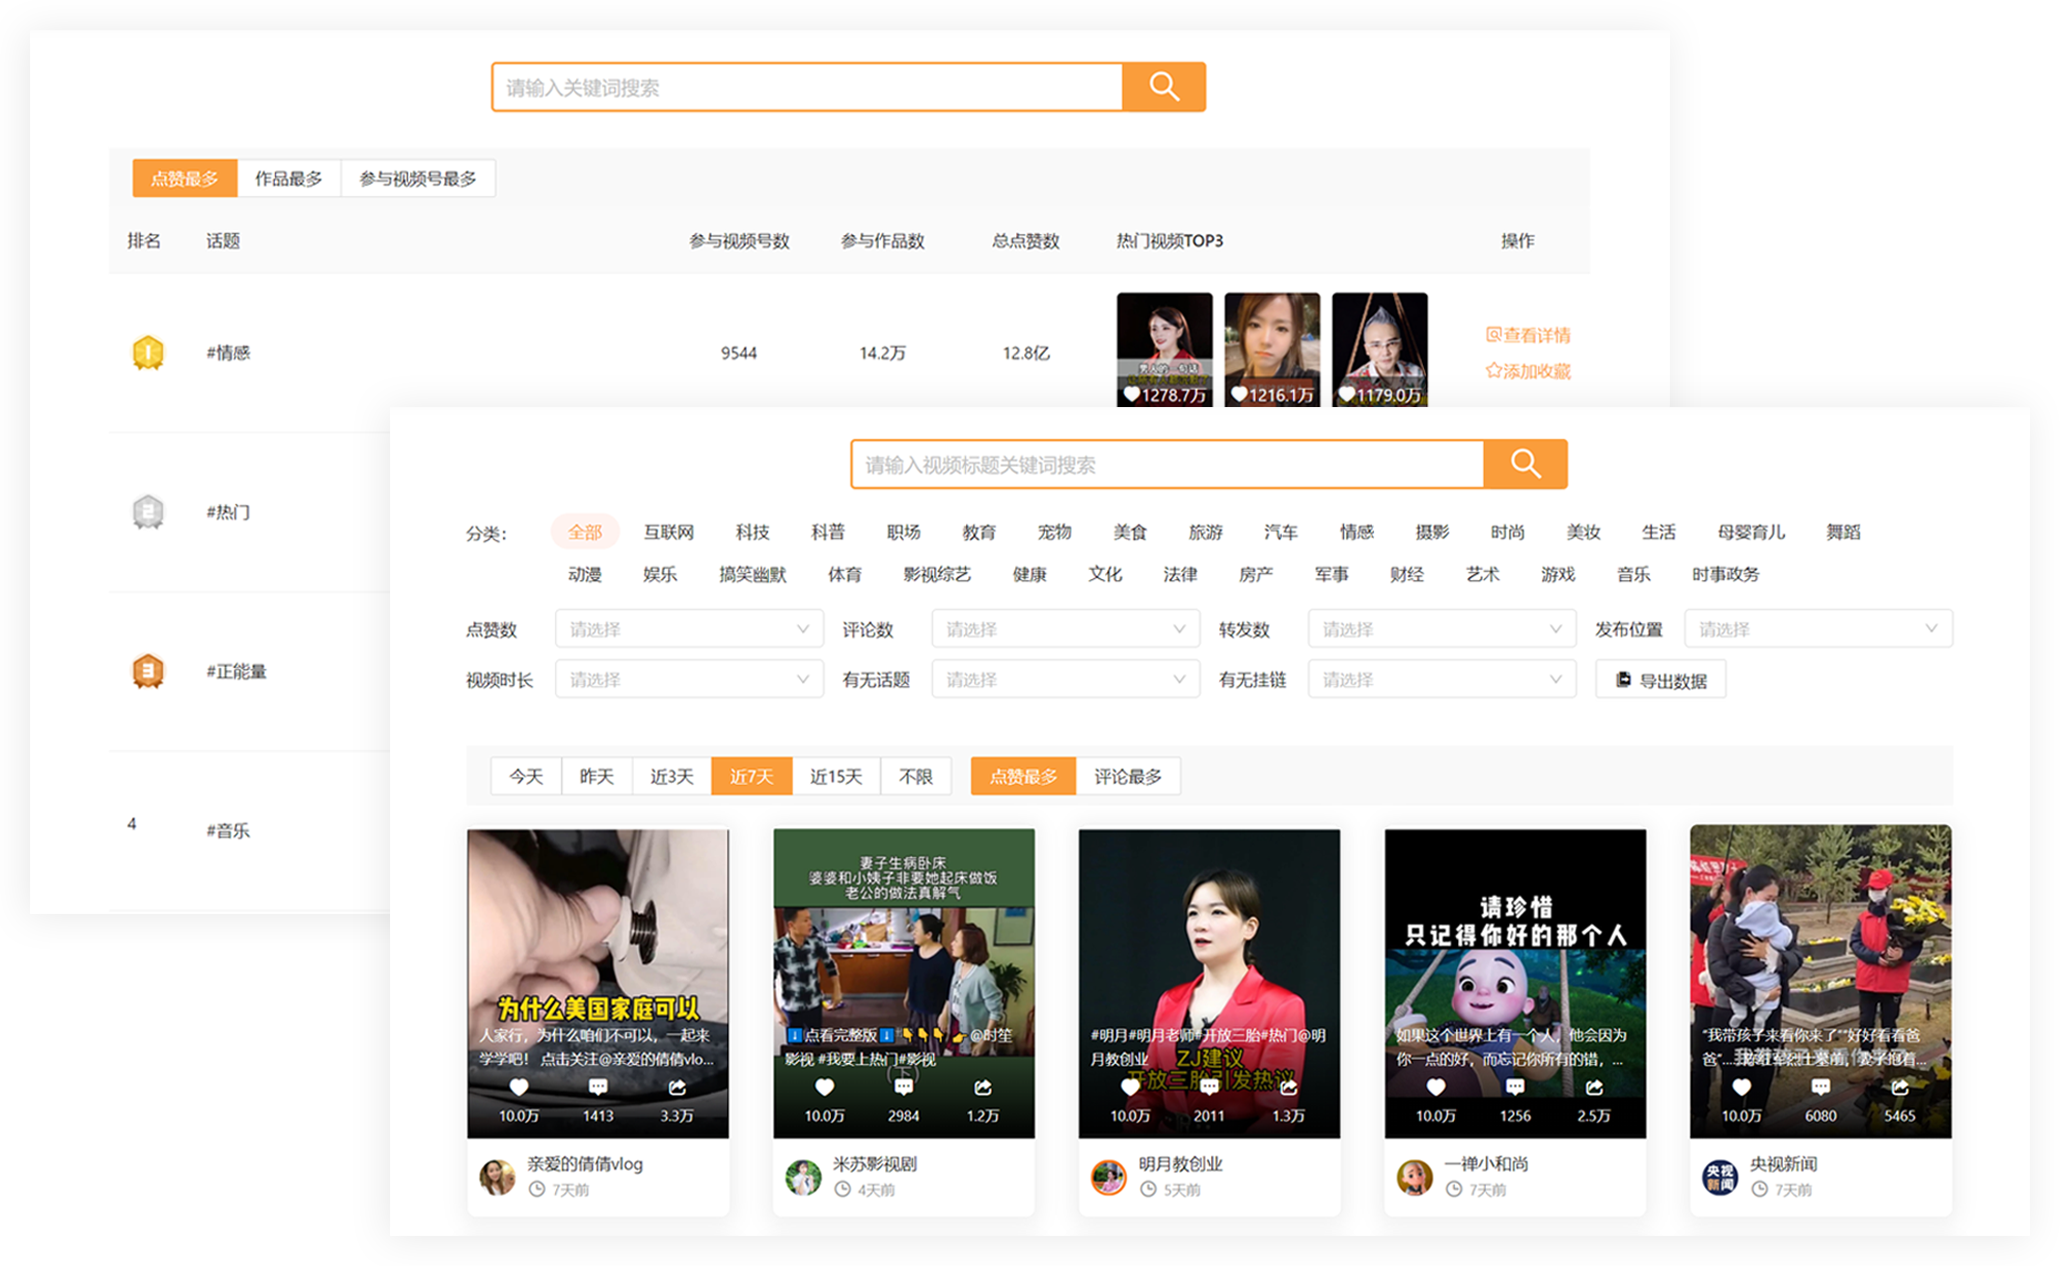 请输入关键词搜索
点赞最多 作品最多 参与视频号最多
排名 话题 参与视频号数 参与作品数 总点赞数 热门视频TOP3 操作
1 #情感 9544 14.2万 12.8亿
男人的一句话
1278.7万 1216.1万 1179.0万
查看详情
添加收藏
2 #热门
3 #正能量
4 #音乐
请输入视频标题关键词搜索
分类： 全部 互联网 科技 科普 职场 教育 宠物 美食 旅游 汽车 情感 摄影 时尚 美妆 生活 母婴育儿 舞蹈
动漫 娱乐 搞笑幽默 体育 影视综艺 健康 文化 法律 房产 军事 财经 艺术 游戏 音乐 时事政务
点赞数 请选择 评论数 请选择 转发数 请选择 发布位置 请选择
视频时长 请选择 有无话题 请选择 有无挂链 请选择 导出数据
今天 昨天 近3天 近7天 近15天 不限 点赞最多 评论最多
为什么美国家庭可以
人家行，为什么咱们不可以，一起来
学学吧！ 点击关注@亲爱的倩倩vlo...
10.0万 1413 3.3万
亲爱的倩倩vlog
7天前
妻子生病卧床
婆婆和小姨子非要她起床做饭
老公的做法真解气
⬇️点看完整版⬇️👇👇👇👉@时笙
影视 #我要上热门#影视
（下）
10.0万 2984 1.2万
米苏影视剧
4天前
#明月#明月老师#开放三胎#热门@明
月教创业
ZJ建议
开放三胎引发热议
10.0万 2011 1.3万
明月教创业
5天前
请珍惜
只记得你好的那个人
如果这个世界上有一个人，他会因为
你一点的好，而忘记你所有的错，...
10.0万 1256 2.5万
一禅小和尚
7天前
“我带孩子来看你来了”“好好看看爸
爸”....
10.0万 6080 5465
央视新闻
央视新闻
7天前